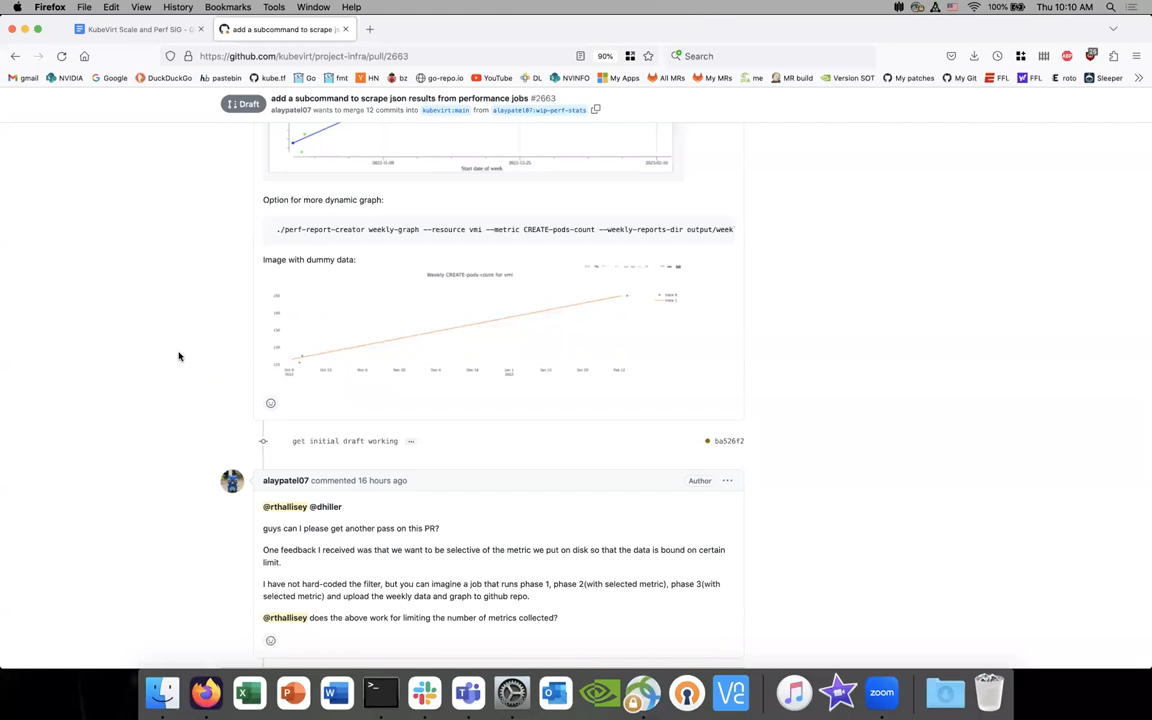 Firefox File Edit View History Bookmarks Tools Window Help 100% Thu 10:10 AM
KubeVirt Scale and Perf SIG - G add a subcommand to scrape js
https://github.com/kubevirt/project-infra/pull/2663 90% Search
gmail NVIDIA Google DuckDuckGo pastebin kube.tf Go fmt HN bz go-repo.io YouTube DL NVINFO My Apps All MRs My MRs me MR build Version SOT My patches My Git FFL FFL eroto Sleeper
Draft add a subcommand to scrape json results from performance jobs #2663
alaypatel07 wants to merge 12 commits into kubevirt:main from alaypatel07:wip-perf-stats
Start date of week
Option for more dynamic graph:
./perf-report-creator weekly-graph --resource vmi --metric CREATE-pods-count --weekly-reports-dir output/week
Image with dummy data:
Weekly CREATE-pods-count for vmi
get initial draft working ba526f2
alaypatel07 commented 16 hours ago Author
@rthallisey @dhiller
guys can I please get another pass on this PR?
One feedback I received was that we want to be selective of the metric we put on disk so that the data is bound on certain
limit.
I have not hard-coded the filter, but you can imagine a job that runs phase 1, phase 2(with selected metric), phase 3(with
selected metric) and upload the weekly data and graph to github repo.
@rthallisey does the above work for limiting the number of metrics collected?
zoom